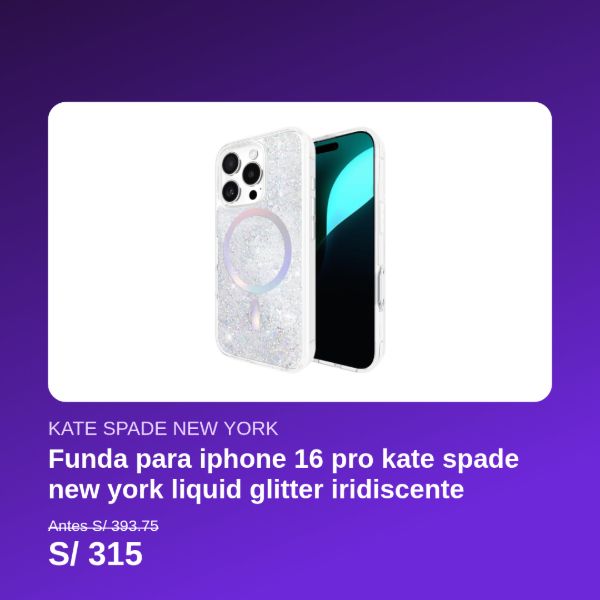 KATE SPADE NEW YORK
Funda para iphone 16 pro kate spade
new york liquid glitter iridiscente
Antes S/ 393.75
S/ 315